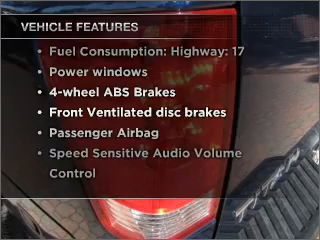 VEHICLE FEATURES
• Fuel Consumption: Highway: 17
• Power windows
• 4-wheel ABS Brakes
• Front Ventilated disc brakes
• Passenger Airbag
• Speed Sensitive Audio Volume
Control
TITAN